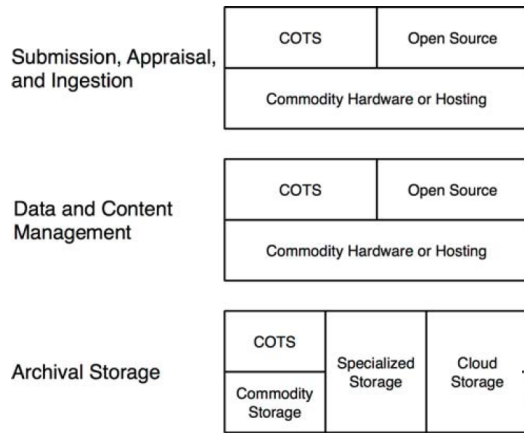 Submission, Appraisal,
and Ingestion
COTS
Open Source
Commodity Hardware or Hosting
Data and Content
Management
COTS
Open Source
Commodity Hardware or Hosting
Archival Storage
COTS
Commodity
Storage
Specialized
Storage
Cloud
Storage